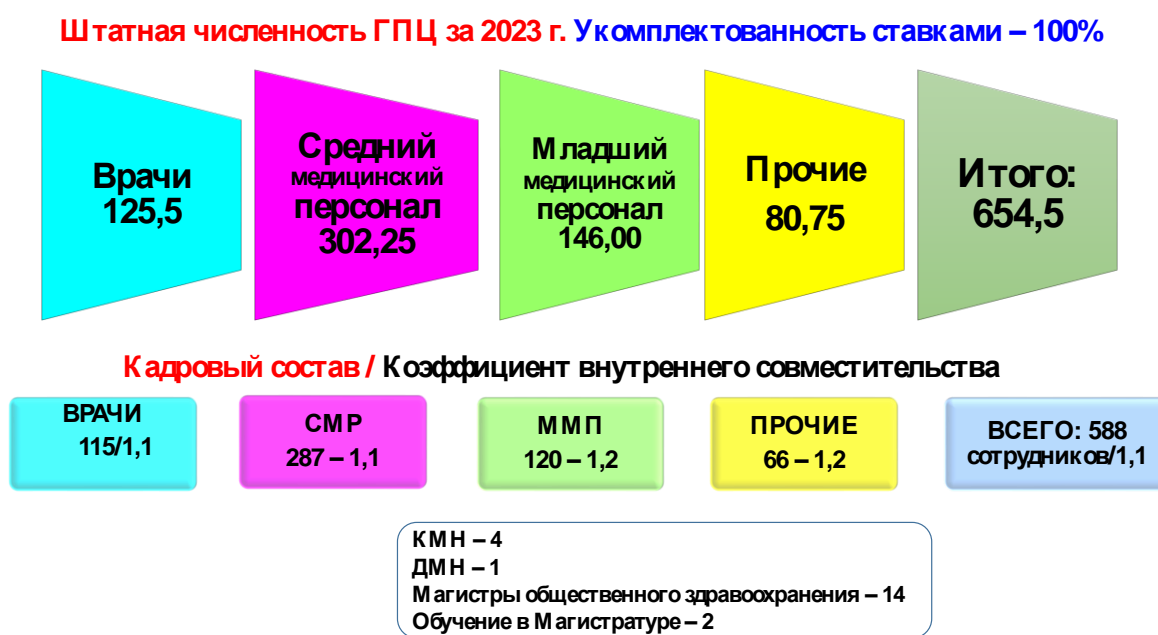 Штатная численность ГПЦ за 2023 г. Укомплектованность ставками – 100%
Врачи
125,5
Средний
медицинский
персонал
302,25
Младший
медицинский
персонал
146,00
Прочие
80,75
Итого:
654,5
Кадровый состав / Коэффициент внутреннего совместительства
ВРАЧИ
115/1,1
СМР
287 – 1,1
ММП
120 – 1,2
ПРОЧИЕ
66 – 1,2
ВСЕГО: 588
сотрудников/1,1
КМН – 4
ДМН – 1
Магистры общественного здравоохранения – 14
Обучение в Магистратуре – 2